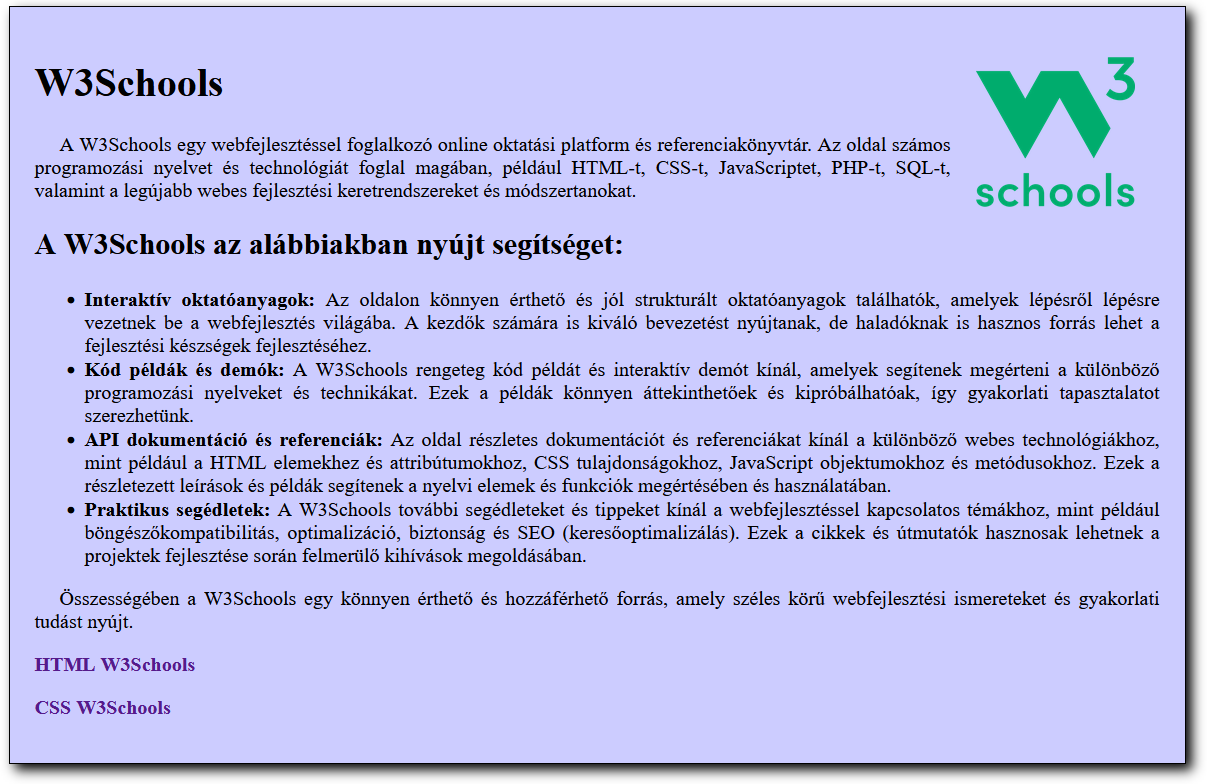 W3Schools
W3
schools
A W3Schools egy webfejlesztéssel foglalkozó online oktatási platform és referenciakönyvtár. Az oldal számos
programozási nyelvet és technológiát foglal magában, például HTML-t, CSS-t, JavaScriptet, PHP-t, SQL-t,
valamint a legújabb webes fejlesztési keretrendszereket és módszertanokat.
A W3Schools az alábbiakban nyújt segítséget:
• Interaktív oktatóanyagok: Az oldalon könnyen érthető és jól strukturált oktatóanyagok találhatók, amelyek lépésről lépésre
vezetnek be a webfejlesztés világába. A kezdők számára is kiváló bevezetést nyújtanak, de haladóknak is hasznos forrás lehet a
fejlesztési készségek fejlesztéséhez.
• Kód példák és demók: A W3Schools rengeteg kód példát és interaktív demót kínál, amelyek segítenek megérteni a különböző
programozási nyelveket és technikákat. Ezek a példák könnyen áttekinthetőek és kipróbálhatóak, így gyakorlati tapasztalatot
szerezhetünk.
• API dokumentáció és referenciák: Az oldal részletes dokumentációt és referenciákat kínál a különböző webes technológiákhoz,
mint például a HTML elemekhez és attribútumokhoz, CSS tulajdonságokhoz, JavaScript objektumokhoz és metódusokhoz. Ezek a
részletezett leírások és példák segítenek a nyelvi elemek és funkciók megértésében és használatában.
• Praktikus segédletek: A W3Schools további segédleteket és tippeket kínál a webfejlesztéssel kapcsolatos témákhoz, mint például
böngészőkompatibilitás, optimalizáció, biztonság és SEO (keresőoptimalizálás). Ezek a cikkek és útmutatók hasznosak lehetnek a
projektek fejlesztése során felmerülő kihívások megoldásában.
Összességében a W3Schools egy könnyen érthető és hozzáférhető forrás, amely széles körű webfejlesztési ismereteket és gyakorlati
tudást nyújt.
HTML W3Schools
CSS W3Schools